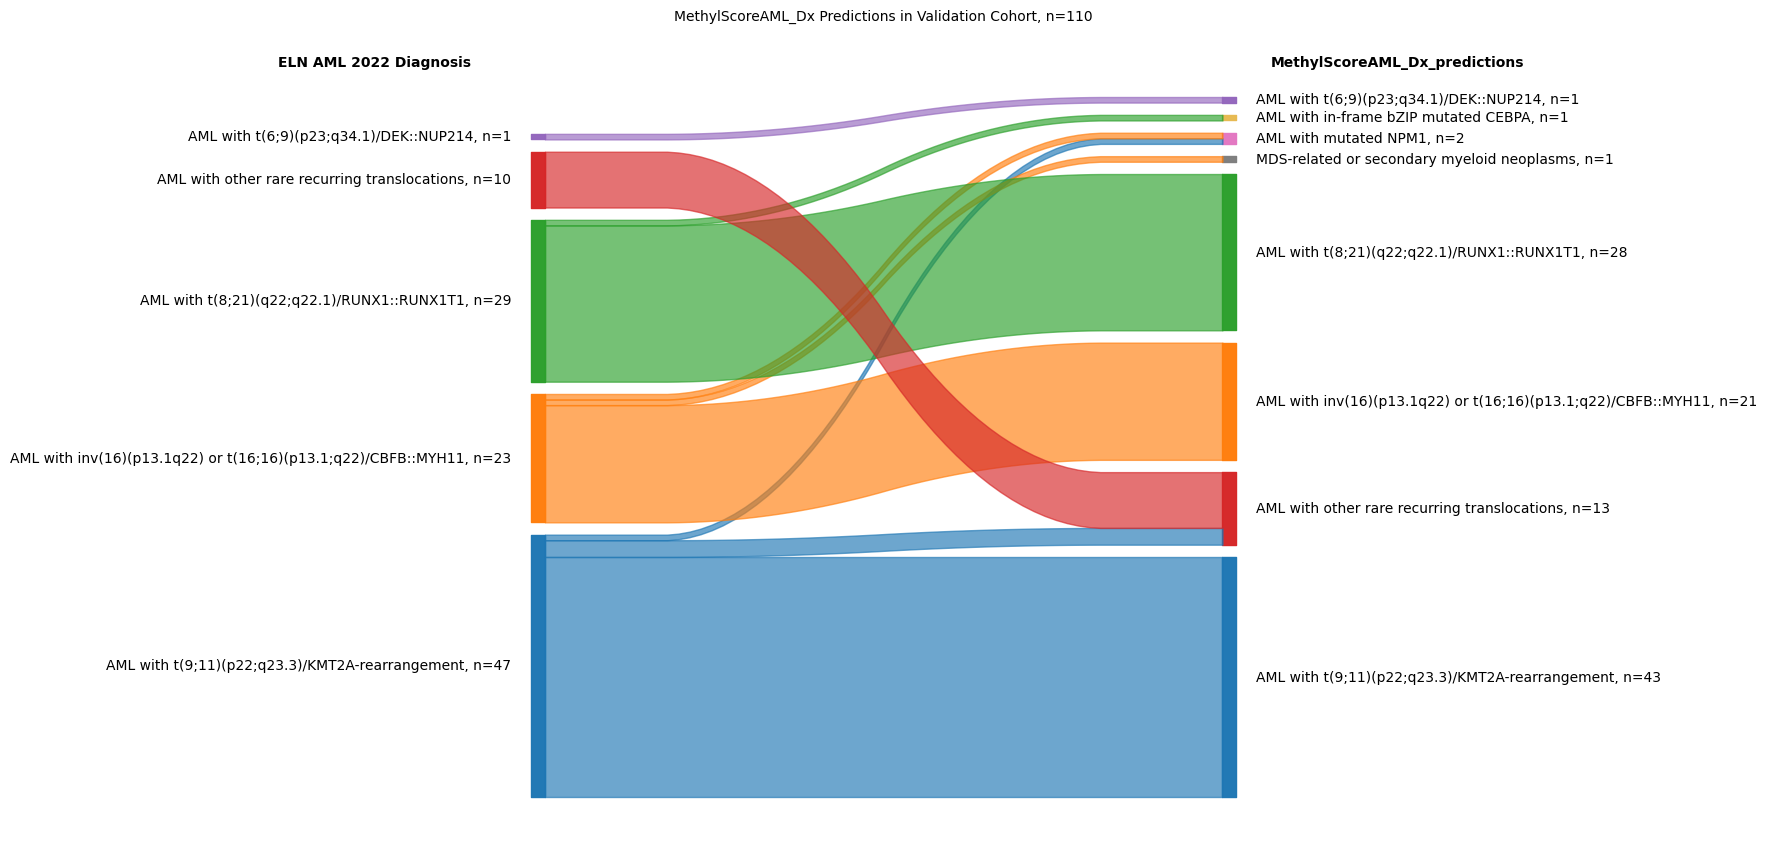 MethylScoreAML_Dx Predictions in Validation Cohort, n=110
ELN AML 2022 Diagnosis
AML with t(6;9)(p23;q34.1)/DEK::NUP214, n=1
AML with other rare recurring translocations, n=10
AML with t(8;21)(q22;q22.1)/RUNX1::RUNX1T1, n=29
AML with inv(16)(p13.1q22) or t(16;16)(p13.1;q22)/CBFB::MYH11, n=23
AML with t(9;11)(p22;q23.3)/KMT2A-rearrangement, n=47
MethylScoreAML_Dx_predictions
AML with t(6;9)(p23;q34.1)/DEK::NUP214, n=1
AML with in-frame bZIP mutated CEBPA, n=1
AML with mutated NPM1, n=2
MDS-related or secondary myeloid neoplasms, n=1
AML with t(8;21)(q22;q22.1)/RUNX1::RUNX1T1, n=28
AML with inv(16)(p13.1q22) or t(16;16)(p13.1;q22)/CBFB::MYH11, n=21
AML with other rare recurring translocations, n=13
AML with t(9;11)(p22;q23.3)/KMT2A-rearrangement, n=43